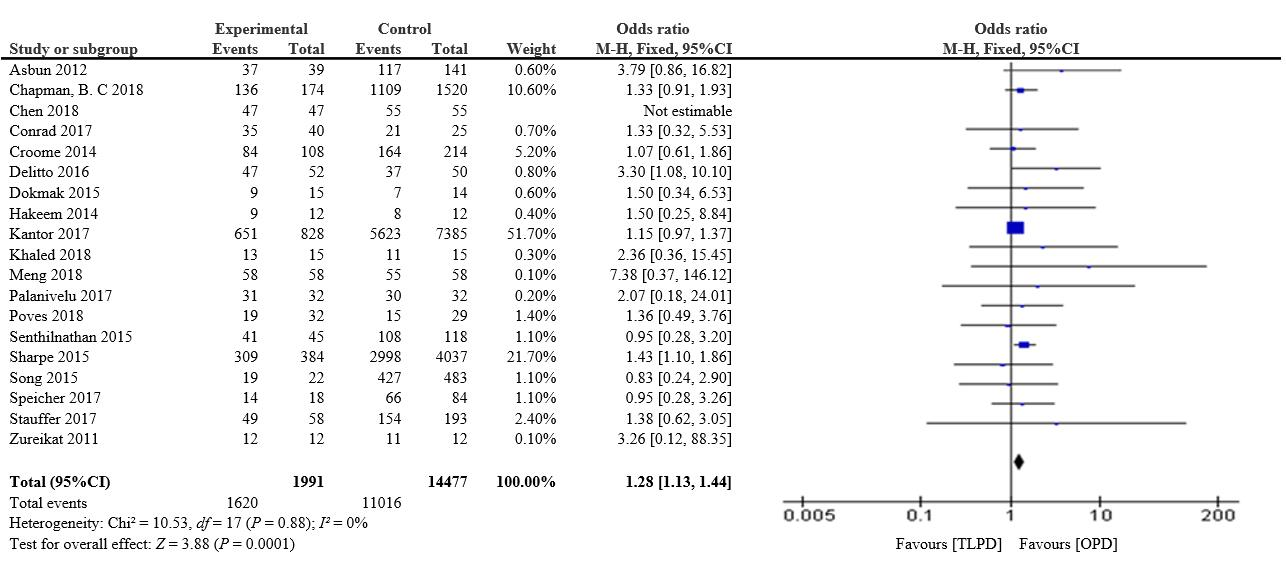 Experimental Control Odds ratio Odds ratio
Study or subgroup Events Total Events Total Weight M-H, Fixed, 95%CI M-H, Fixed, 95%CI
Asbun 2012 37 39 117 141 0.60% 3.79 [0.86, 16.82]
Chapman, B. C 2018 136 174 1109 1520 10.60% 1.33 [0.91, 1.93]
Chen 2018 47 47 55 55 Not estimable
Conrad 2017 35 40 21 25 0.70% 1.33 [0.32, 5.53]
Croome 2014 84 108 164 214 5.20% 1.07 [0.61, 1.86]
Delitto 2016 47 52 37 50 0.80% 3.30 [1.08, 10.10]
Dokmak 2015 9 15 7 14 0.60% 1.50 [0.34, 6.53]
Hakeem 2014 9 12 8 12 0.40% 1.50 [0.25, 8.84]
Kantor 2017 651 828 5623 7385 51.70% 1.15 [0.97, 1.37]
Khaled 2018 13 15 11 15 0.30% 2.36 [0.36, 15.45]
Meng 2018 58 58 55 58 0.10% 7.38 [0.37, 146.12]
Palanivelu 2017 31 32 30 32 0.20% 2.07 [0.18, 24.01]
Poves 2018 19 32 15 29 1.40% 1.36 [0.49, 3.76]
Senthilnathan 2015 41 45 108 118 1.10% 0.95 [0.28, 3.20]
Sharpe 2015 309 384 2998 4037 21.70% 1.43 [1.10, 1.86]
Song 2015 19 22 427 483 1.10% 0.83 [0.24, 2.90]
Speicher 2017 14 18 66 84 1.10% 0.95 [0.28, 3.26]
Stauffer 2017 49 58 154 193 2.40% 1.38 [0.62, 3.05]
Zureikat 2011 12 12 11 12 0.10% 3.26 [0.12, 88.35]
Total (95%CI) 1991 14477 100.00% 1.28 [1.13, 1.44]
Total events 1620 11016
Heterogeneity: Chi² = 10.53, df = 17 (P = 0.88); I² = 0%
0.005 0.1 1 10 200
Test for overall effect: Z = 3.88 (P = 0.0001) Favours [TLPD] Favours [OPD]